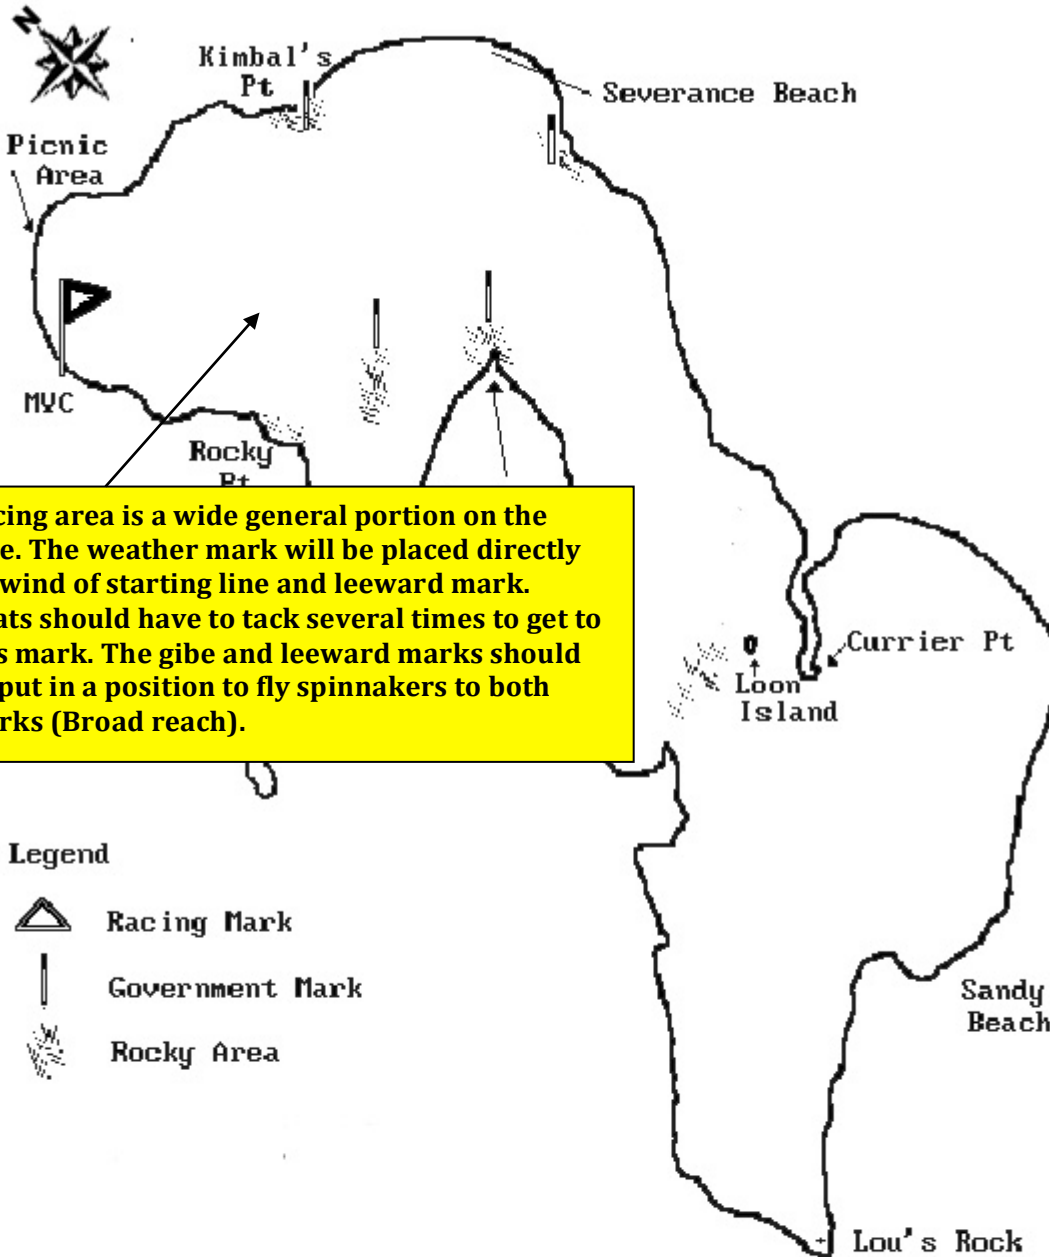 N
Kimbal's
Pt
Severance Beach
Picnic
Area
MYC
Rocky
Pt
cing area is a wide general portion on the
e. The weather mark will be placed directly
wind of starting line and leeward mark.
ats should have to tack several times to get to
s mark. The gibe and leeward marks should
put in a position to fly spinnakers to both
rks (Broad reach).
Currier Pt
Loon
Island
Legend
Racing Mark
Government Mark
Rocky Area
Sandy
Beach
Lou's Rock